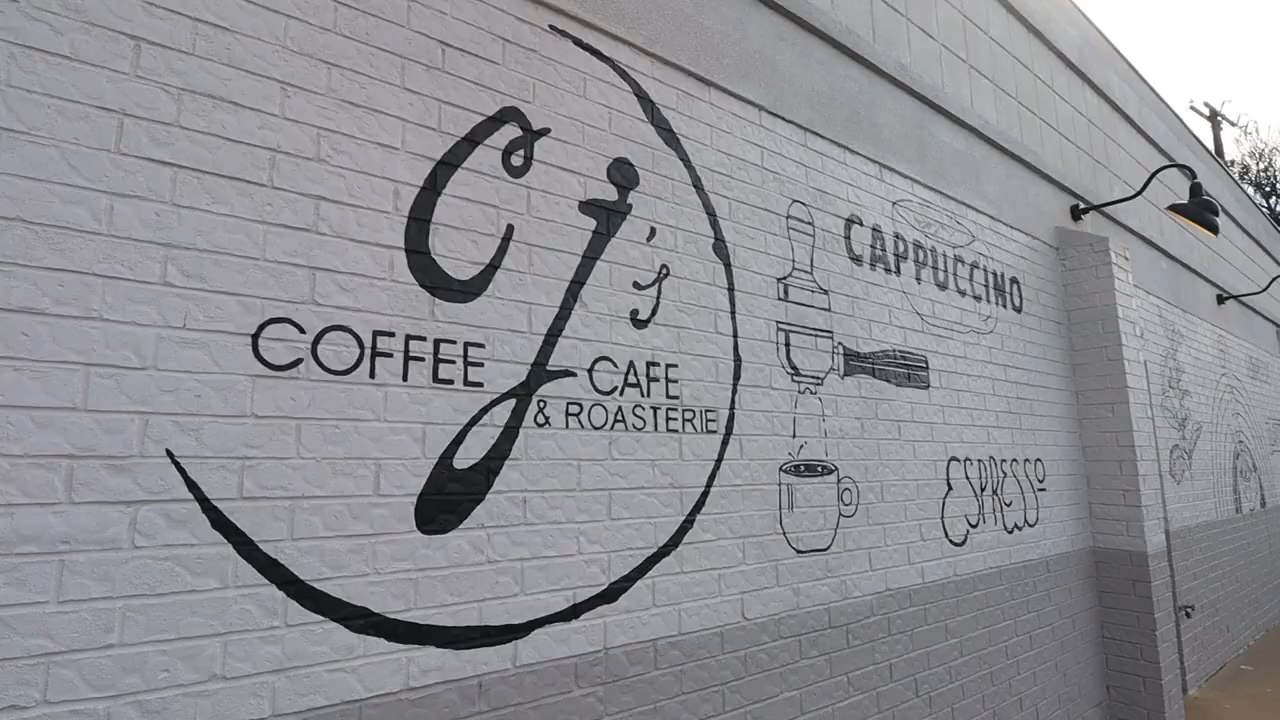 CJ's
COFFEE CAFE
& ROASTERIE
CAPPUCCINO
ESPRESSO